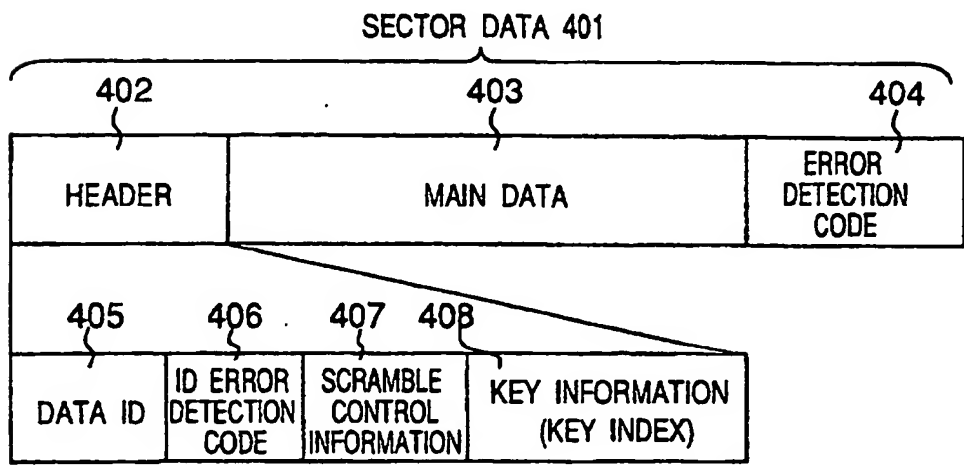 SECTOR DATA 401
402 403 404
HEADER MAIN DATA ERROR
DETECTION
CODE
405 406 407 408
DATA ID
ID ERROR
DETECTION
CODE
SCRAMBLE
CONTROL
INFORMATION
KEY INFORMATION
(KEY INDEX)